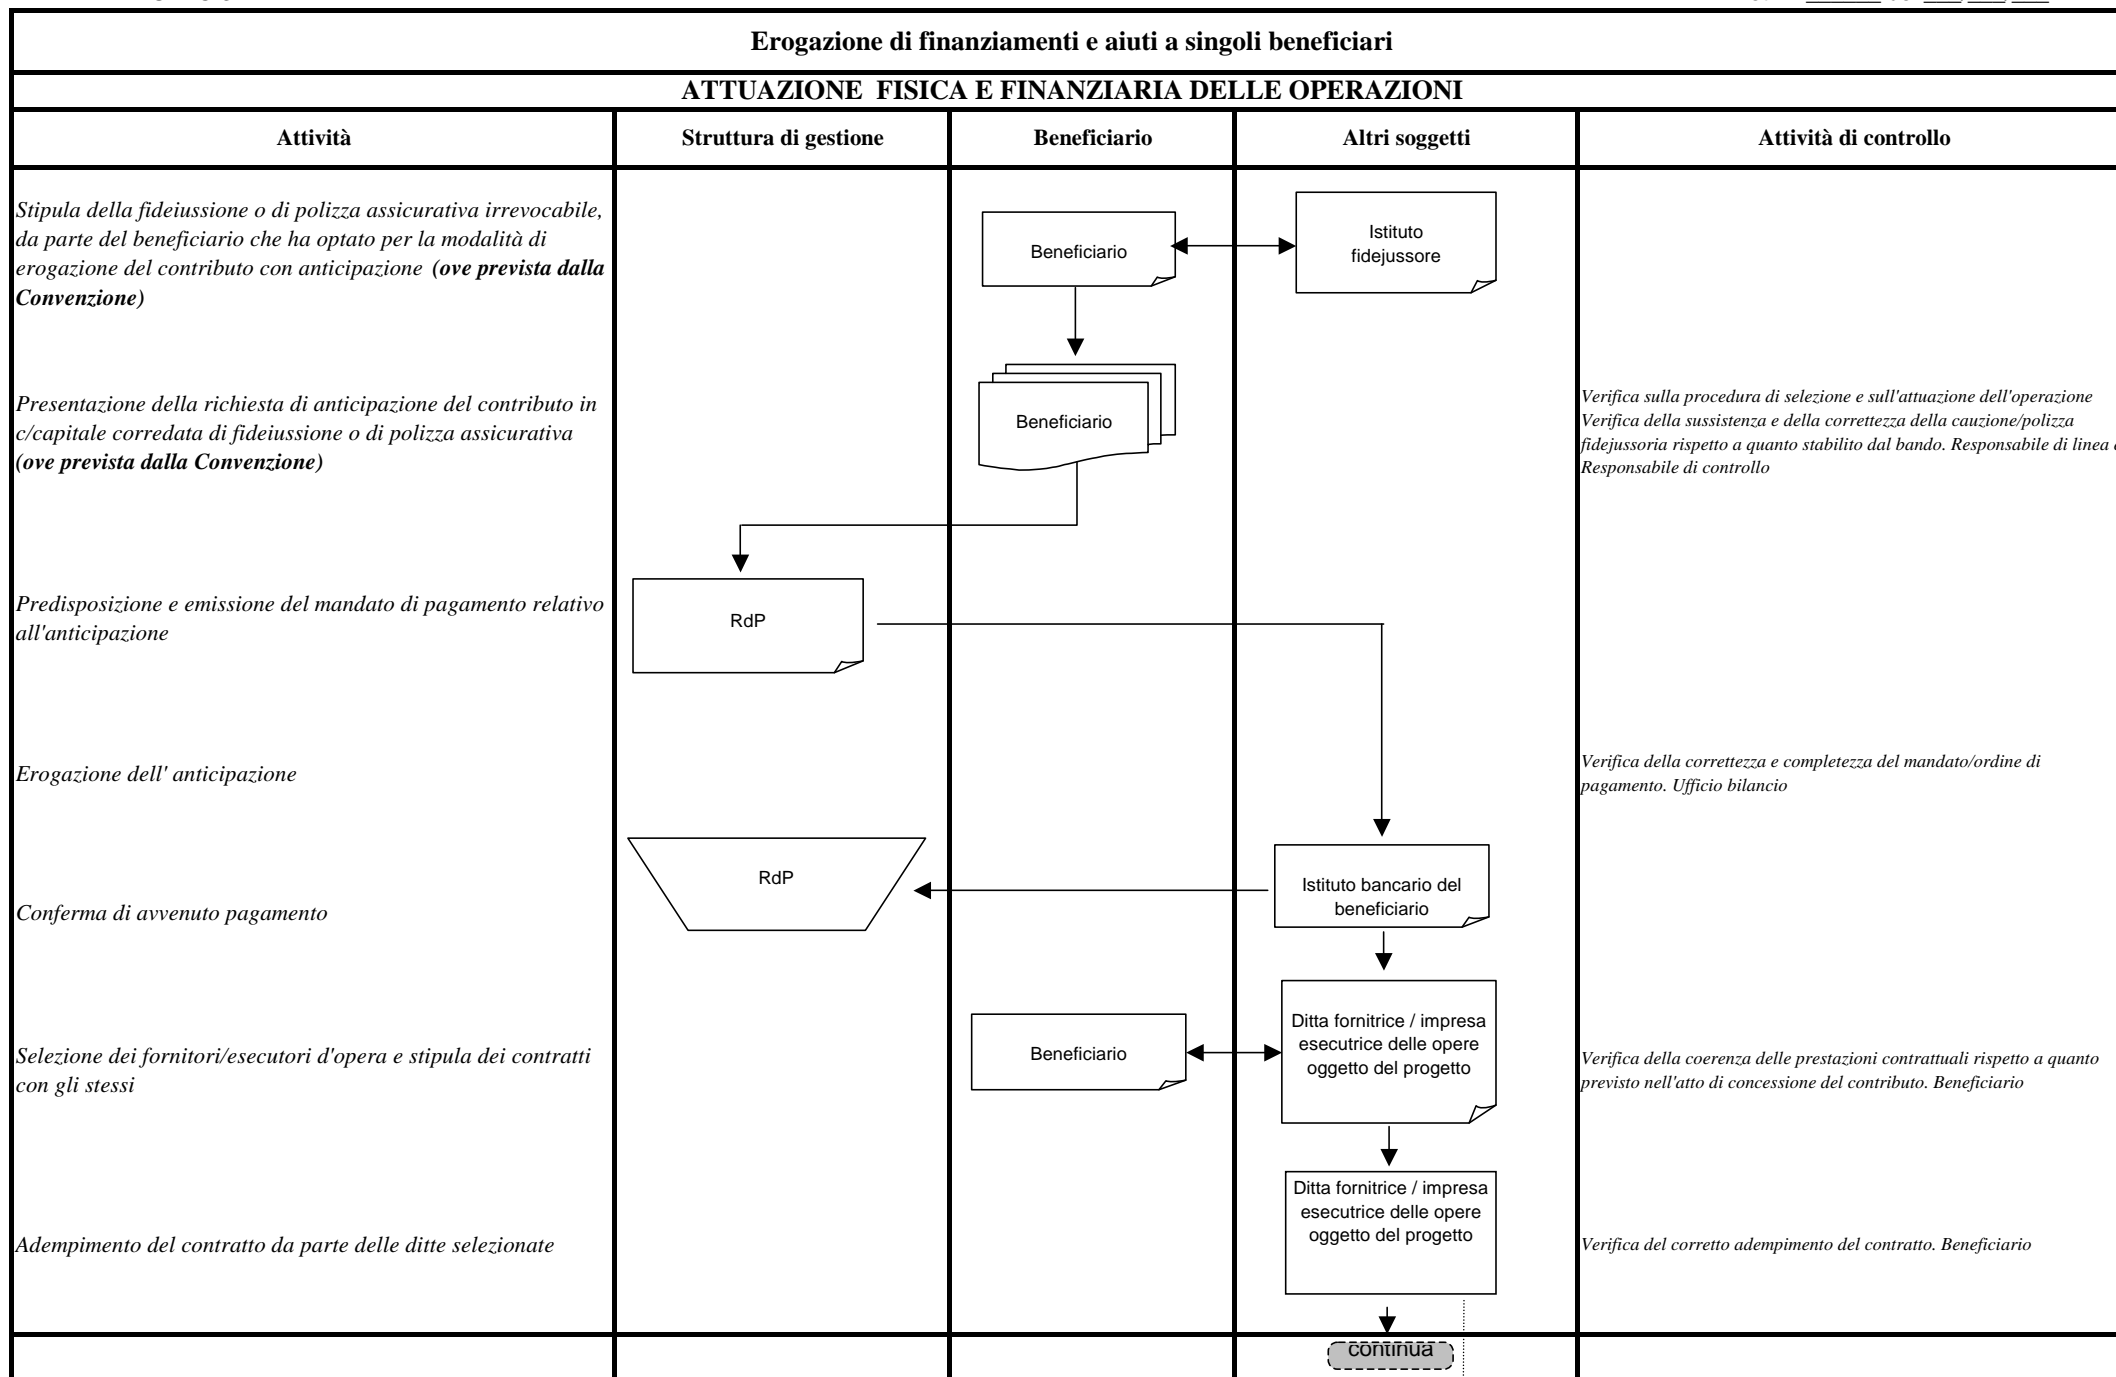 Erogazione di finanziamenti e aiuti a singoli beneficiari
ATTUAZIONE FISICA E FINANZIARIA DELLE OPERAZIONI
Attività
Struttura di gestione
Beneficiario
Altri soggetti
Attività di controllo
Stipula della fideiussione o di polizza assicurativa irrevocabile,
da parte del beneficiario che ha optato per la modalità di
erogazione del contributo con anticipazione (ove prevista dalla
Convenzione)
Beneficiario
Istituto
fidejussore
Presentazione della richiesta di anticipazione del contributo in
c/capitale corredata di fideiussione o di polizza assicurativa
(ove prevista dalla Convenzione)
Beneficiario
Verifica sulla procedura di selezione e sull'attuazione dell'operazione
Verifica della sussistenza e della correttezza della cauzione/polizza
fidejussoria rispetto a quanto stabilito dal bando. Responsabile di linea
Responsabile di controllo
Predisposizione e emissione del mandato di pagamento relativo
all'anticipazione
RdP
Erogazione dell' anticipazione
Verifica della correttezza e completezza del mandato/ordine di
pagamento. Ufficio bilancio
Conferma di avvenuto pagamento
RdP
Istituto bancario del
beneficiario
Selezione dei fornitori/esecutori d'opera e stipula dei contratti
con gli stessi
Beneficiario
Ditta fornitrice / impresa
esecutrice delle opere
oggetto del progetto
Verifica della coerenza delle prestazioni contrattuali rispetto a quanto
previsto nell'atto di concessione del contributo. Beneficiario
Adempimento del contratto da parte delle ditte selezionate
Ditta fornitrice / impresa
esecutrice delle opere
oggetto del progetto
Verifica del corretto adempimento del contratto. Beneficiario
continua